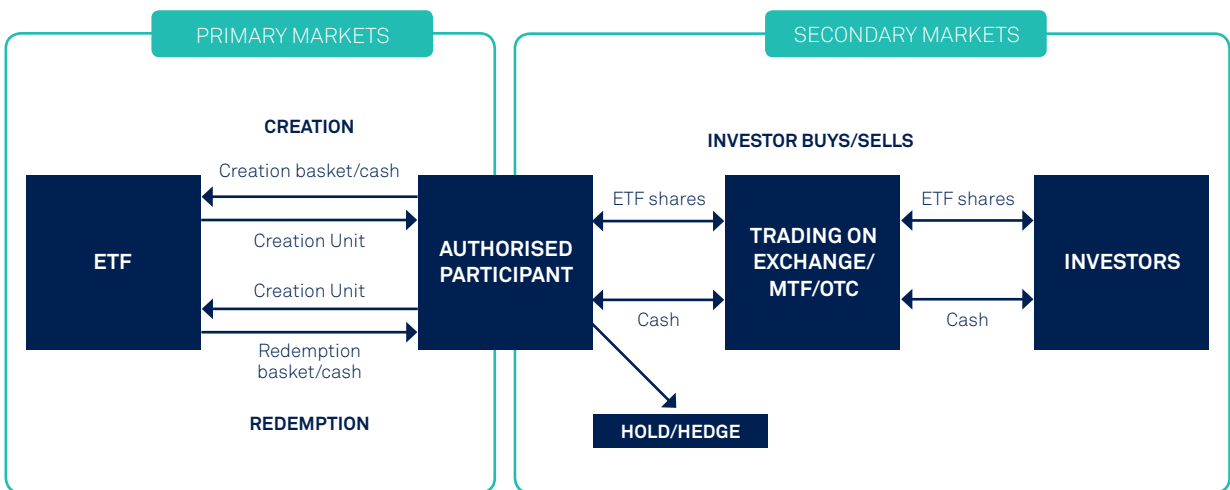 PRIMARY MARKETS
SECONDARY MARKETS
CREATION
Creation basket/cash
ETF
Creation Unit
Creation Unit
Redemption
basket/cash
REDEMPTION
AUTHORISED
PARTICIPANT
INVESTOR BUYS/SELLS
ETF shares
Cash
TRADING ON
EXCHANGE/
MTF/OTC
ETF shares
Cash
INVESTORS
HOLD/HEDGE